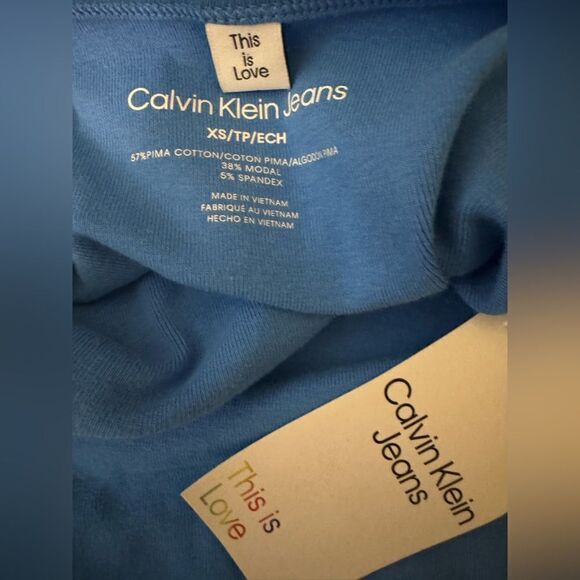 This
is
Love
Calvin Klein Jeans
XS/TP/ECH
57%PIMA COTTON/COTON PIMA/ALGODON PIMA
38% MODAL
5% SPANDEX
MADE IN VIETNAM
FABRIQUÉ AU VIETNAM
HECHO EN VIETNAM
Calvin Klein
Jeans
This is
Love